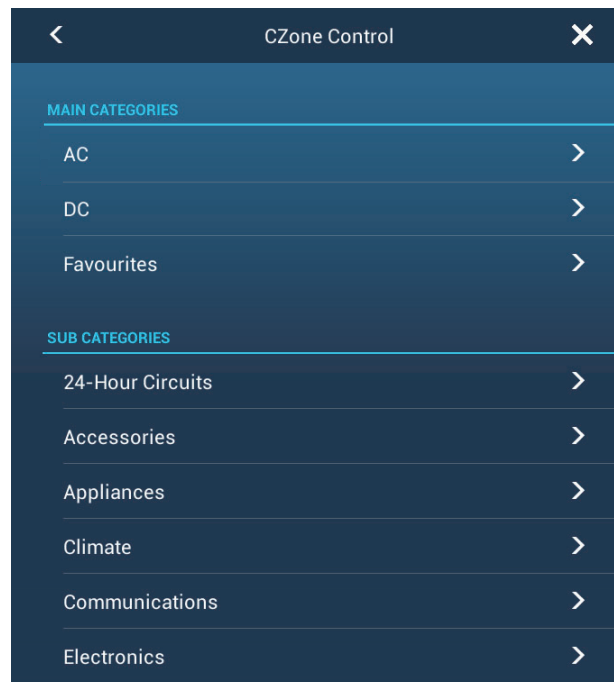 CZone Control
MAIN CATEGORIES
AC
DC
Favourites
SUB CATEGORIES
24-Hour Circuits
Accessories
Appliances
Climate
Communications
Electronics